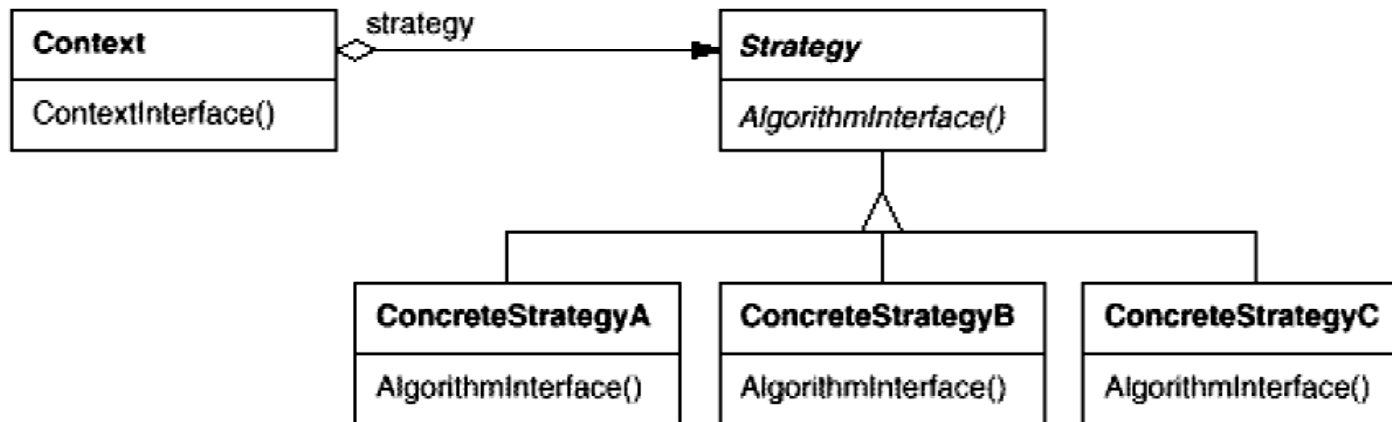 strategy
Context
Strategy
ContextInterface()
AlgorithmInterface()
ConcreteStrategyA
ConcreteStrategyB
ConcreteStrategyC
AlgorithmInterface()
AlgorithmInterface()
AlgorithmInterface()